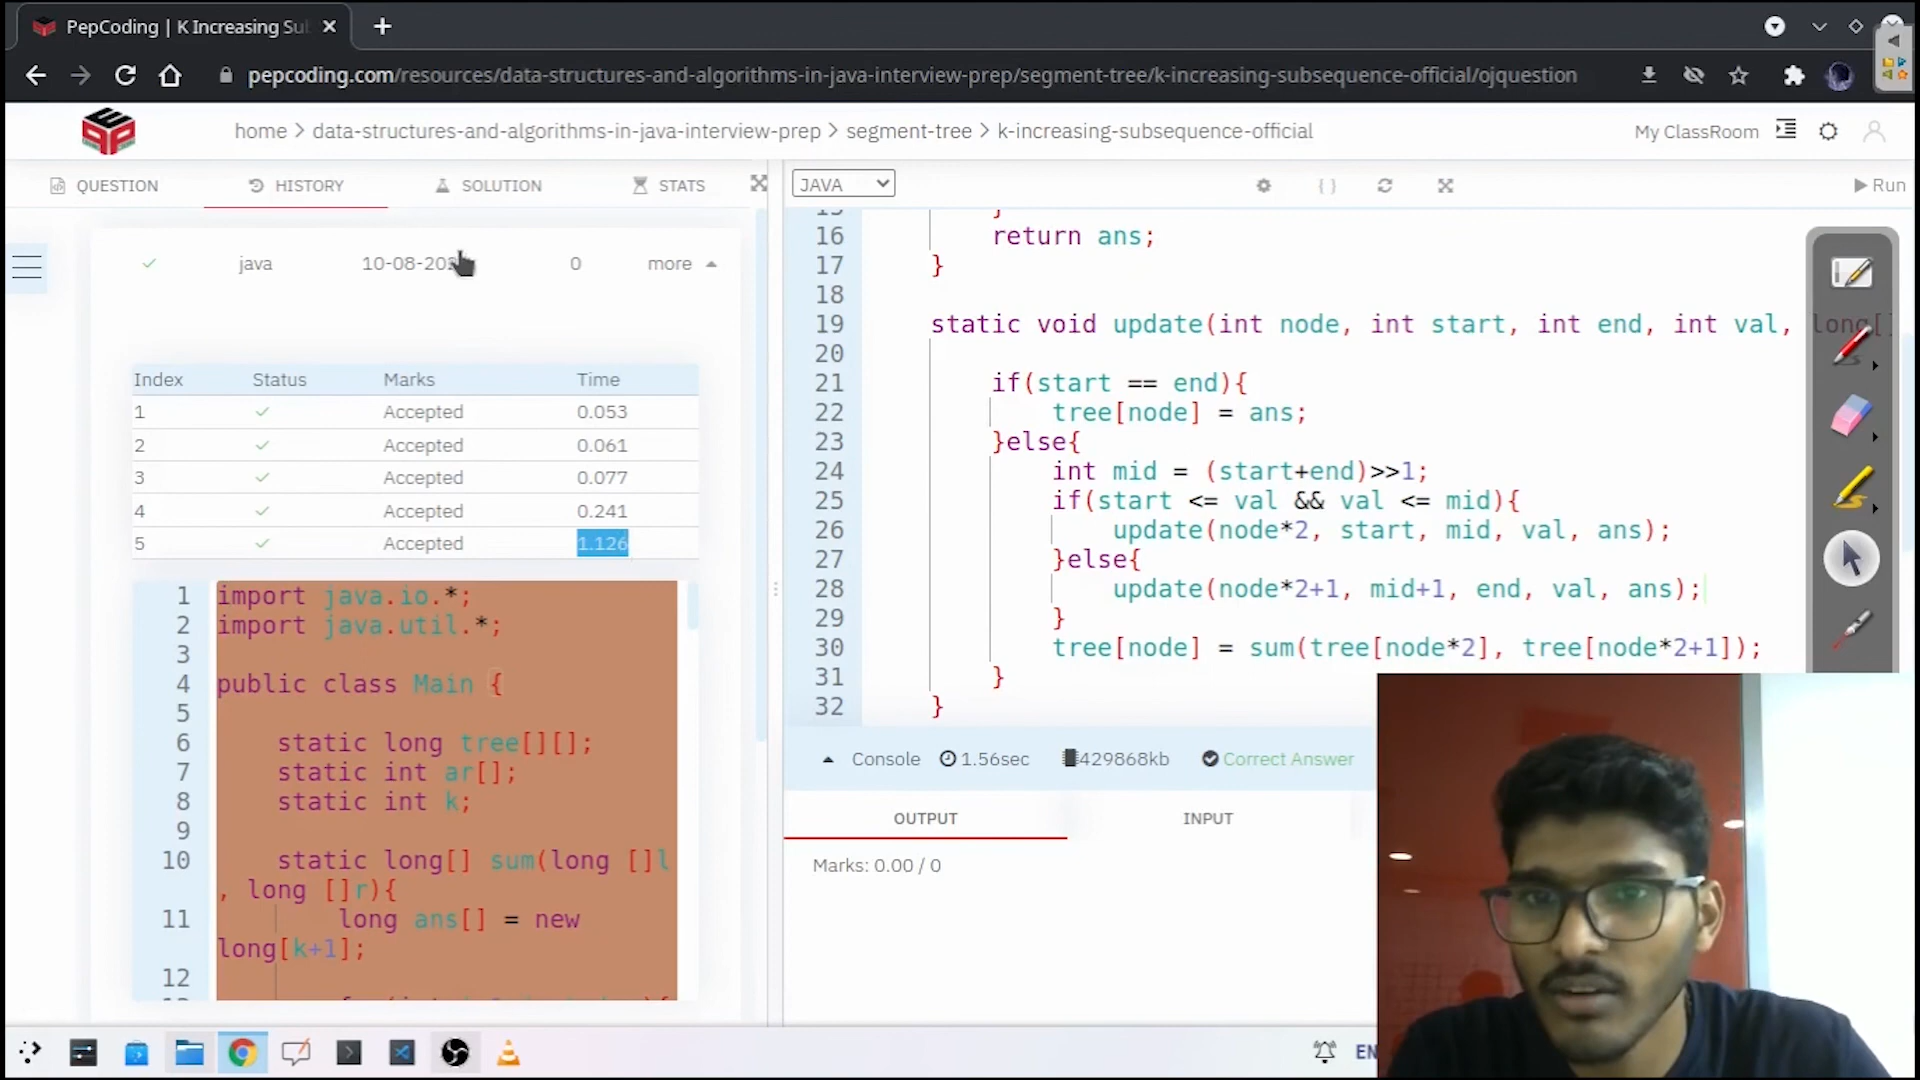 PepCoding | K Increasing Su
pepcoding.com/resources/data-structures-and-algorithms-in-java-interview-prep/segment-tree/k-increasing-subsequence-official/ojquestion
home > data-structures-and-algorithms-in-java-interview-prep > segment-tree > k-increasing-subsequence-official
My ClassRoom
QUESTION HISTORY SOLUTION STATS
java 10-08-20 0 more
Index Status Marks Time
1 Accepted 0.053
2 Accepted 0.061
3 Accepted 0.077
4 Accepted 0.241
5 Accepted 1.126
1 import java.io.*;
2 import java.util.*;
3
4 public class Main {
5
6 static long tree[][];
7 static int ar[];
8 static int k;
9
10 static long[] sum(long []l
, long []r){
11 long ans[] = new
long[k+1];
12
JAVA
Run
15 }
16 return ans;
17 }
18
19 static void update(int node, int start, int end, int val, long[]
20
21 if(start == end){
22 tree[node] = ans;
23 }else{
24 int mid = (start+end)>>1;
25 if(start <= val && val <= mid){
26 update(node*2, start, mid, val, ans);
27 }else{
28 update(node*2+1, mid+1, end, val, ans);
29 }
30 tree[node] = sum(tree[node*2], tree[node*2+1]);
31 }
32 }
Console 1.56sec 429868kb Correct Answer
OUTPUT INPUT
Marks: 0.00 / 0
EN